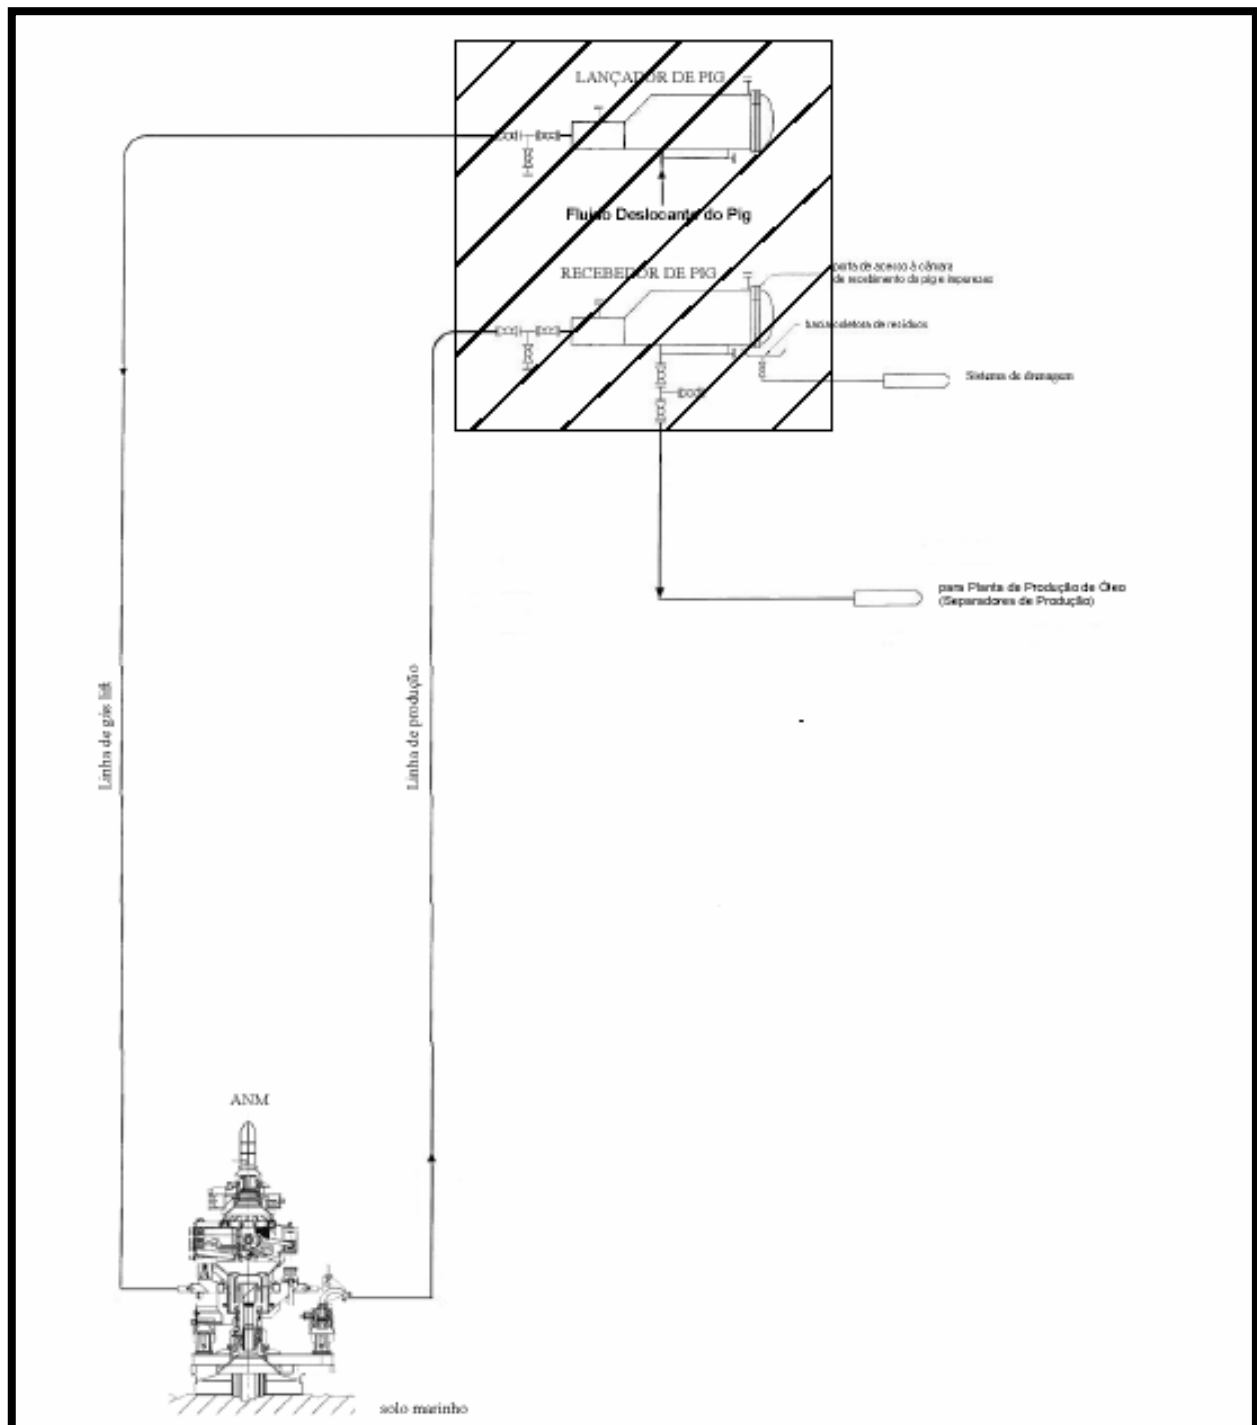 LANÇADOR DE PIG
Fluido Deslocante do Pig
RECEBEDOR DE PIG
porta de acesso à câmara
de recebimento do pig e impurezas
bacia coletora de resíduos
Sistema de drenagem
para Planta de Produção de Óleo
(Separadores de Produção)
Linha de gás lift
Linha de produção
ANM
solo marinho